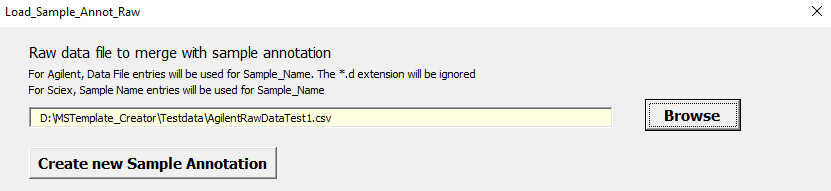 Load_Sample_Annot_Raw
Raw data file to merge with sample annotation
For Agilent, Data File entries will be used for Sample_Name. The *.d extension will be ignored
For Sciex, Sample Name entries will be used for Sample_Name
D:\MSTemplate_Creator\Testdata\AgilentRawDataTest1.csv
Browse
Create new Sample Annotation